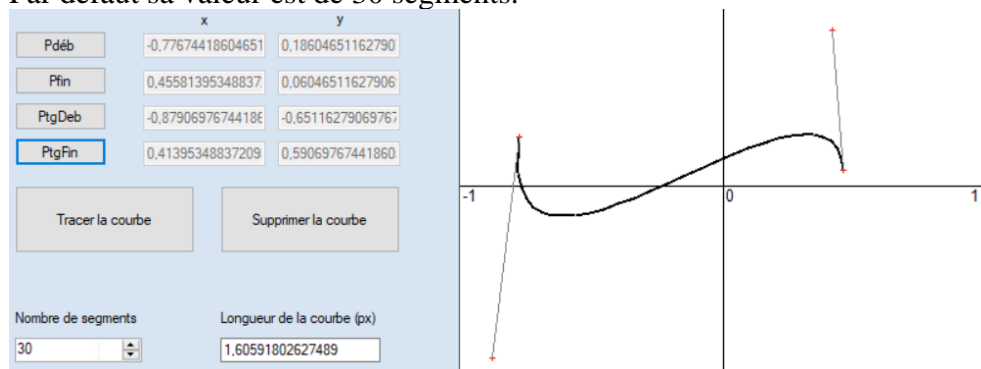 Par défaut sa valeur est de 30 segments.
x y
Pdéb -0,77674418604651 0,18604651162790
Pfin 0,45581395348837. 0,06046511627906
PtgDeb -0,87906976744186 -0,65116279069767
PtgFin 0,41395348837209 0,59069767441860
-1 0 1
Tracer la courbe Supprimer la courbe
Nombre de segments Longueur de la courbe (px)
30 1,60591802627489